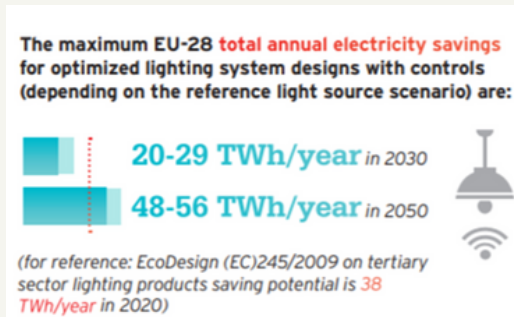 The maximum EU-28 total annual electricity savings
for optimized lighting system designs with controls
(depending on the reference light source scenario) are:
20-29 TWh/year in 2030
48-56 TWh/year in 2050
(for reference: EcoDesign (EC)245/2009 on tertiary
sector lighting products saving potential is 38
TWh/year in 2020)